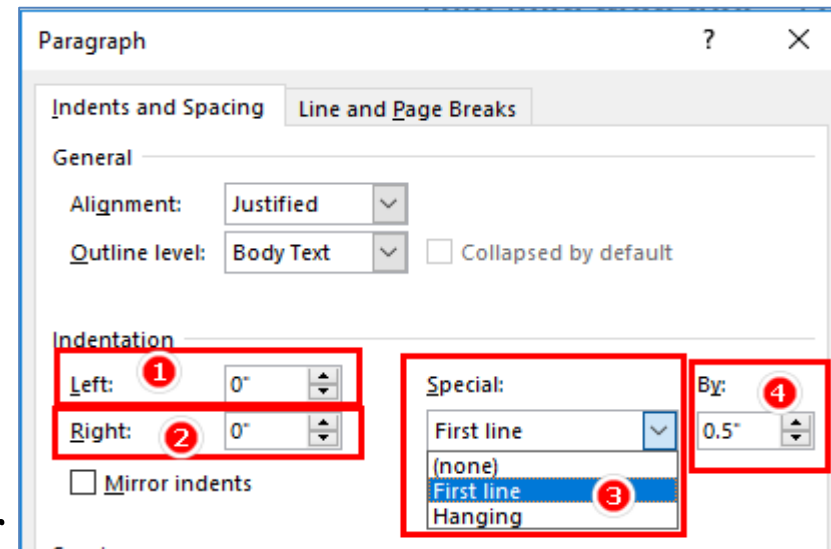 Paragraph ? ×
Indents and Spacing Line and Page Breaks
General
Alignment: Justified
Outline level: Body Text Collapsed by default
Indentation
1
Left: 0"
Special:
By:
4
Right: 2 0"
First line
0.5"
(none)
Mirror indents
First line 3
Hanging